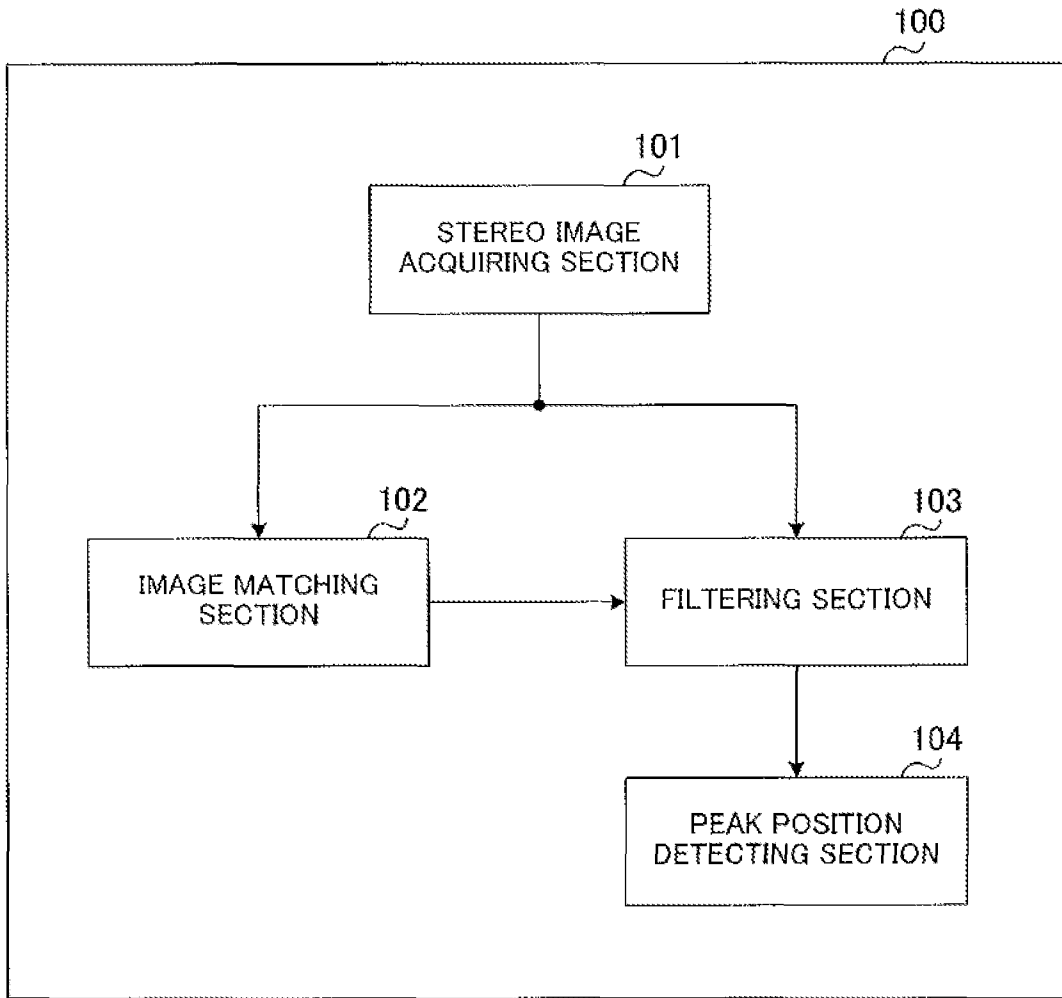 100
101
STEREO IMAGE
ACQUIRING SECTION
102
IMAGE MATCHING
SECTION
103
FILTERING SECTION
104
PEAK POSITION
DETECTING SECTION